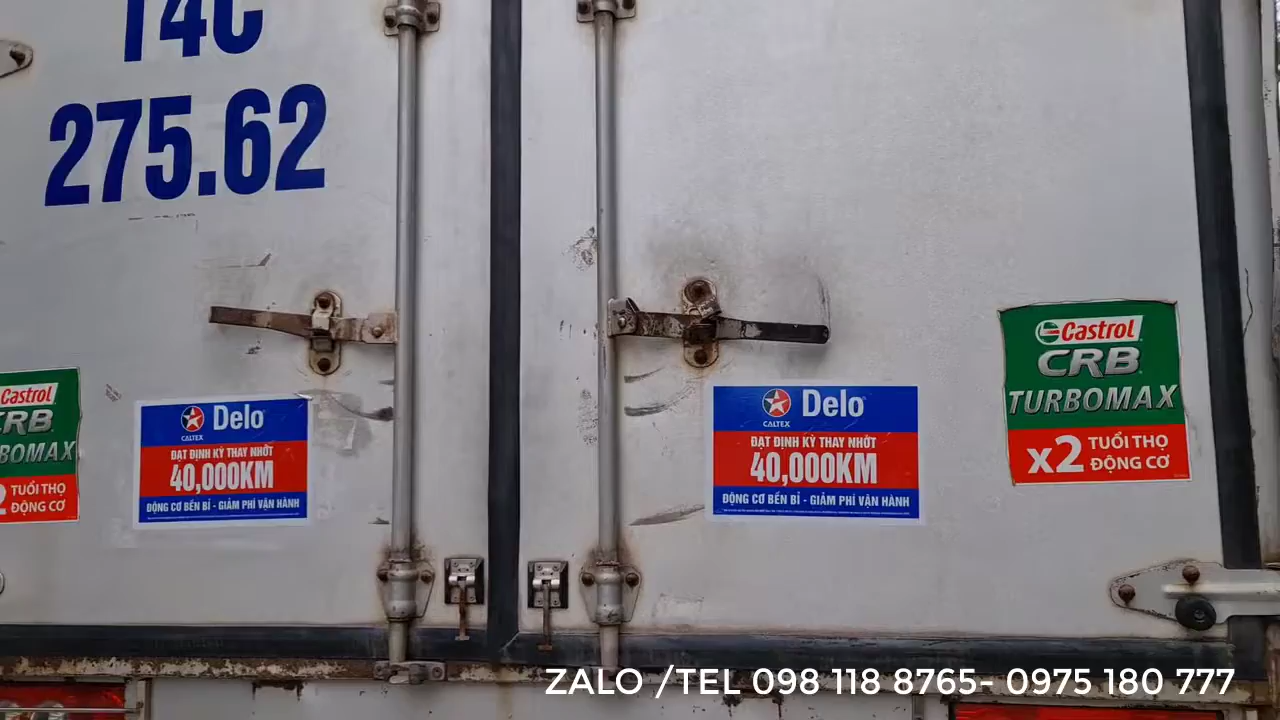 14C
275.62
Castrol
CRB
TURBOMAX
x2 TUỔI THỌ
ĐỘNG CƠ
Delo
CALTEX
ĐẠT ĐỊNH KỲ THAY NHỚT
40,000KM
ĐỘNG CƠ BỀN BỈ - GIẢM PHÍ VẬN HÀNH
Delo
CALTEX
ĐẠT ĐỊNH KỲ THAY NHỚT
40,000KM
ĐỘNG CƠ BỀN BỈ - GIẢM PHÍ VẬN HÀNH
Castrol
BOMAX
TUỔI THỌ
ĐỘNG CƠ
ZALO /TEL 098 118 8765- 0975 180 777